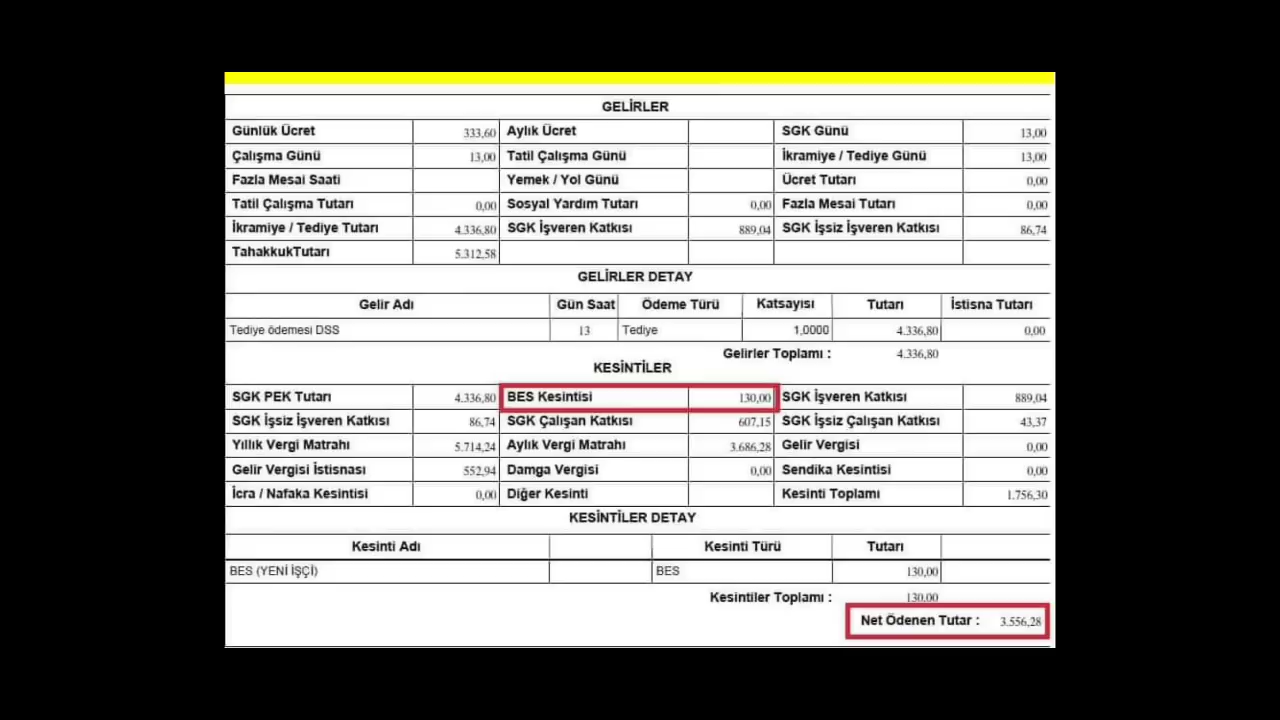 GELİRLER
Günlük Ücret 333,60 Aylık Ücret SGK Günü 13,00
Çalışma Günü 13,00 Tatil Çalışma Günü İkramiye / Tediye Günü 13,00
Fazla Mesai Saati Yemek / Yol Günü Ücret Tutarı 0,00
Tatil Çalışma Tutarı 0,00 Sosyal Yardım Tutarı 0,00 Fazla Mesai Tutarı 0,00
İkramiye / Tediye Tutarı 4.336,80 SGK İşveren Katkısı 889,04 SGK İşsiz İşveren Katkısı 86,74
TahakkukTutarı 5.312,58
GELİRLER DETAY
Gelir Adı Gün Saat Ödeme Türü Katsayısı Tutarı İstisna Tutarı
Tediye ödemesi DSS 13 Tediye 1,0000 4.336,80 0,00
Gelirler Toplamı : 4.336,80
KESİNTİLER
SGK PEK Tutarı 4.336,80 BES Kesintisi 130,00 SGK İşveren Katkısı 889,04
SGK İşsiz İşveren Katkısı 86,74 SGK Çalışan Katkısı 607,15 SGK İşsiz Çalışan Katkısı 43,37
Yıllık Vergi Matrahı 5.714,24 Aylık Vergi Matrahı 3.686,28 Gelir Vergisi 0,00
Gelir Vergisi İstisnası 552,94 Damga Vergisi 0,00 Sendika Kesintisi 0,00
İcra / Nafaka Kesintisi 0,00 Diğer Kesinti Kesinti Toplamı 1.756,30
KESİNTİLER DETAY
Kesinti Adı Kesinti Türü Tutarı
BES (YENİ İŞÇİ) BES 130,00
Kesintiler Toplamı : 130,00
Net Ödenen Tutar : 3.556,28